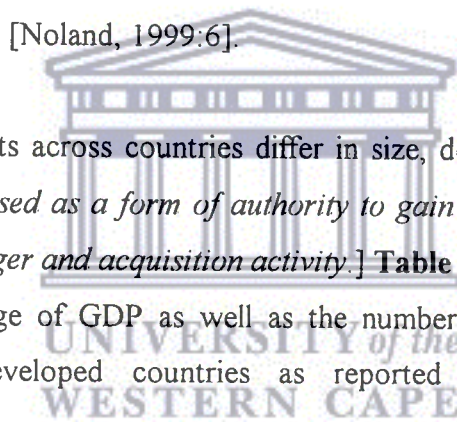 [Noland, 1999:6].
ts across countries differ in size, d
sed as a form of authority to gain
ger and acquisition activity.] Table
ge of GDP as well as the number
UNIVERSITY of the
eveloped countries as reported
WESTERN CAPE